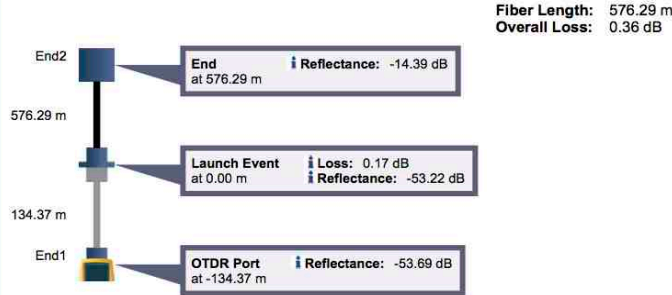 Fiber Length: 576.29 m
Overall Loss: 0.36 dB
End2
End i Reflectance: -14.39 dB
at 576.29 m
576.29 m
Launch Event i Loss: 0.17 dB
at 0.00 m i Reflectance: -53.22 dB
134.37 m
End1
OTDR Port i Reflectance: -53.69 dB
at -134.37 m